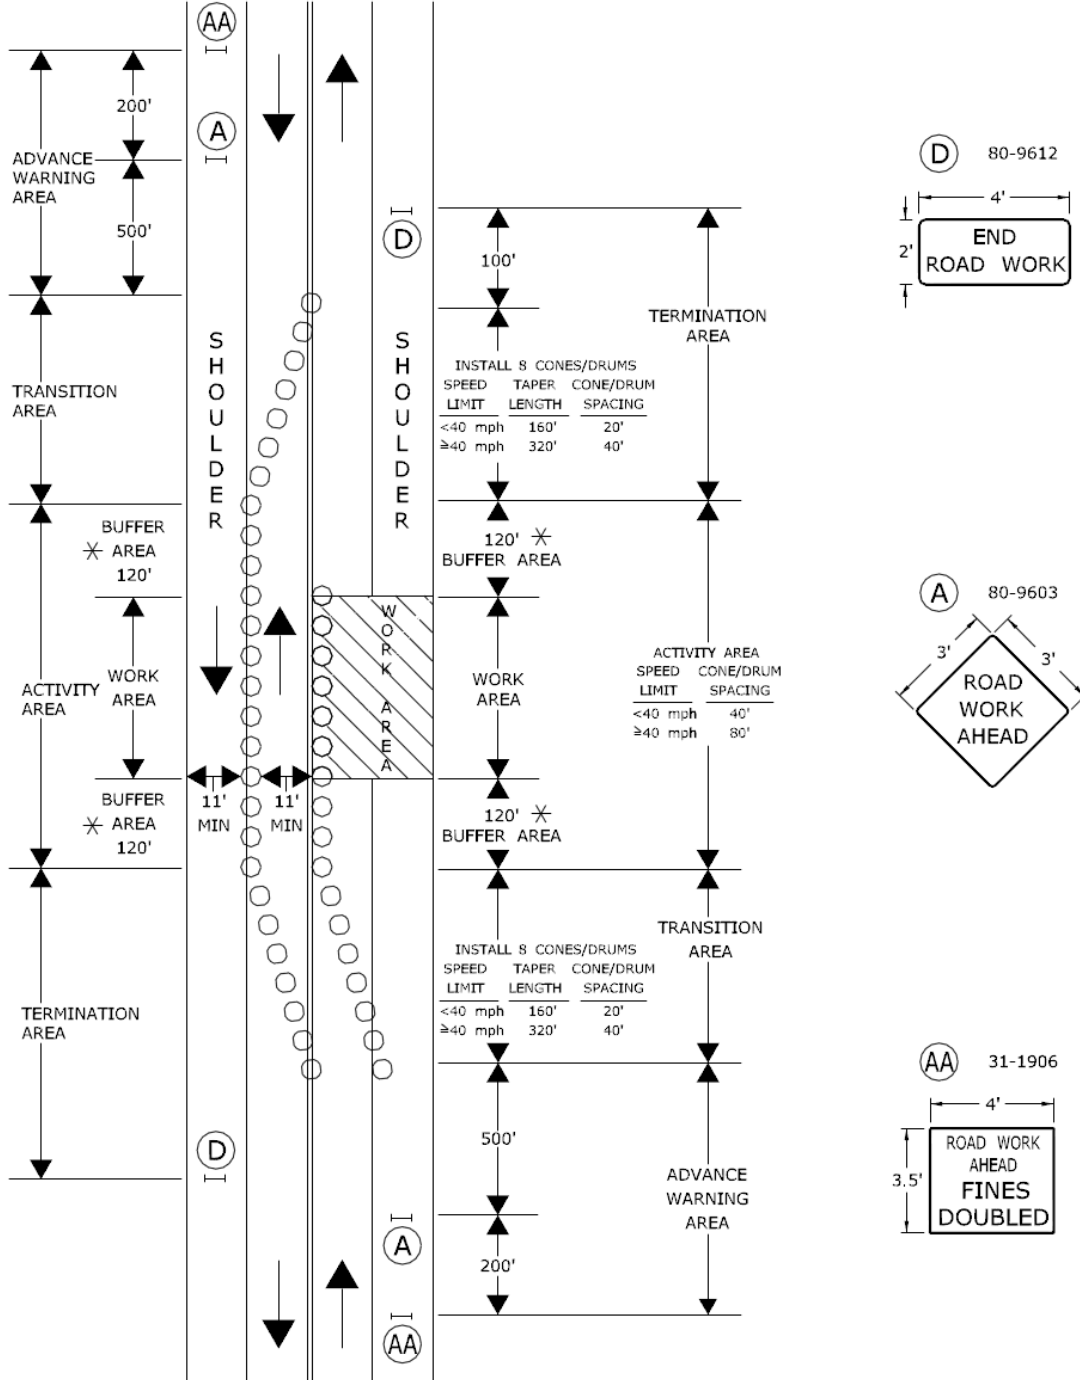 AA
200'
A
ADVANCE
WARNING
AREA
500'
TRANSITION
AREA
SHOULDER
BUFFER
AREA
120'
WORK
AREA
ACTIVITY
AREA
11'
MIN
11'
MIN
BUFFER
AREA
120'
TERMINATION
AREA
D
D
SHOULDER
WORK AREA
100'
TERMINATION
AREA
INSTALL 8 CONES/DRUMS
SPEED TAPER CONE/DRUM
LIMIT LENGTH SPACING
<40 mph 160' 20'
≥40 mph 320' 40'
120' *
BUFFER AREA
WORK
AREA
ACTIVITY AREA
SPEED CONE/DRUM
LIMIT SPACING
<40 mph 40'
≥40 mph 80'
120' *
BUFFER AREA
TRANSITION
AREA
INSTALL 8 CONES/DRUMS
SPEED TAPER CONE/DRUM
LIMIT LENGTH SPACING
<40 mph 160' 20'
≥40 mph 320' 40'
500'
ADVANCE
WARNING
AREA
A
200'
AA
D 80-9612
4'
2'
END
ROAD WORK
A 80-9603
3' 3'
ROAD
WORK
AHEAD
AA 31-1906
4'
3.5'
ROAD WORK
AHEAD
FINES
DOUBLED